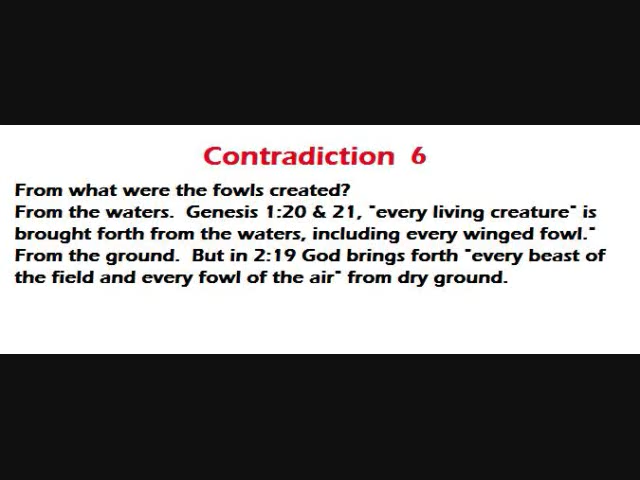 Contradiction 6
From what were the fowls created?
From the waters. Genesis 1:20 & 21, "every living creature" is
brought forth from the waters, including every winged fowl."
From the ground. But in 2:19 God brings forth "every beast of
the field and every fowl of the air" from dry ground.